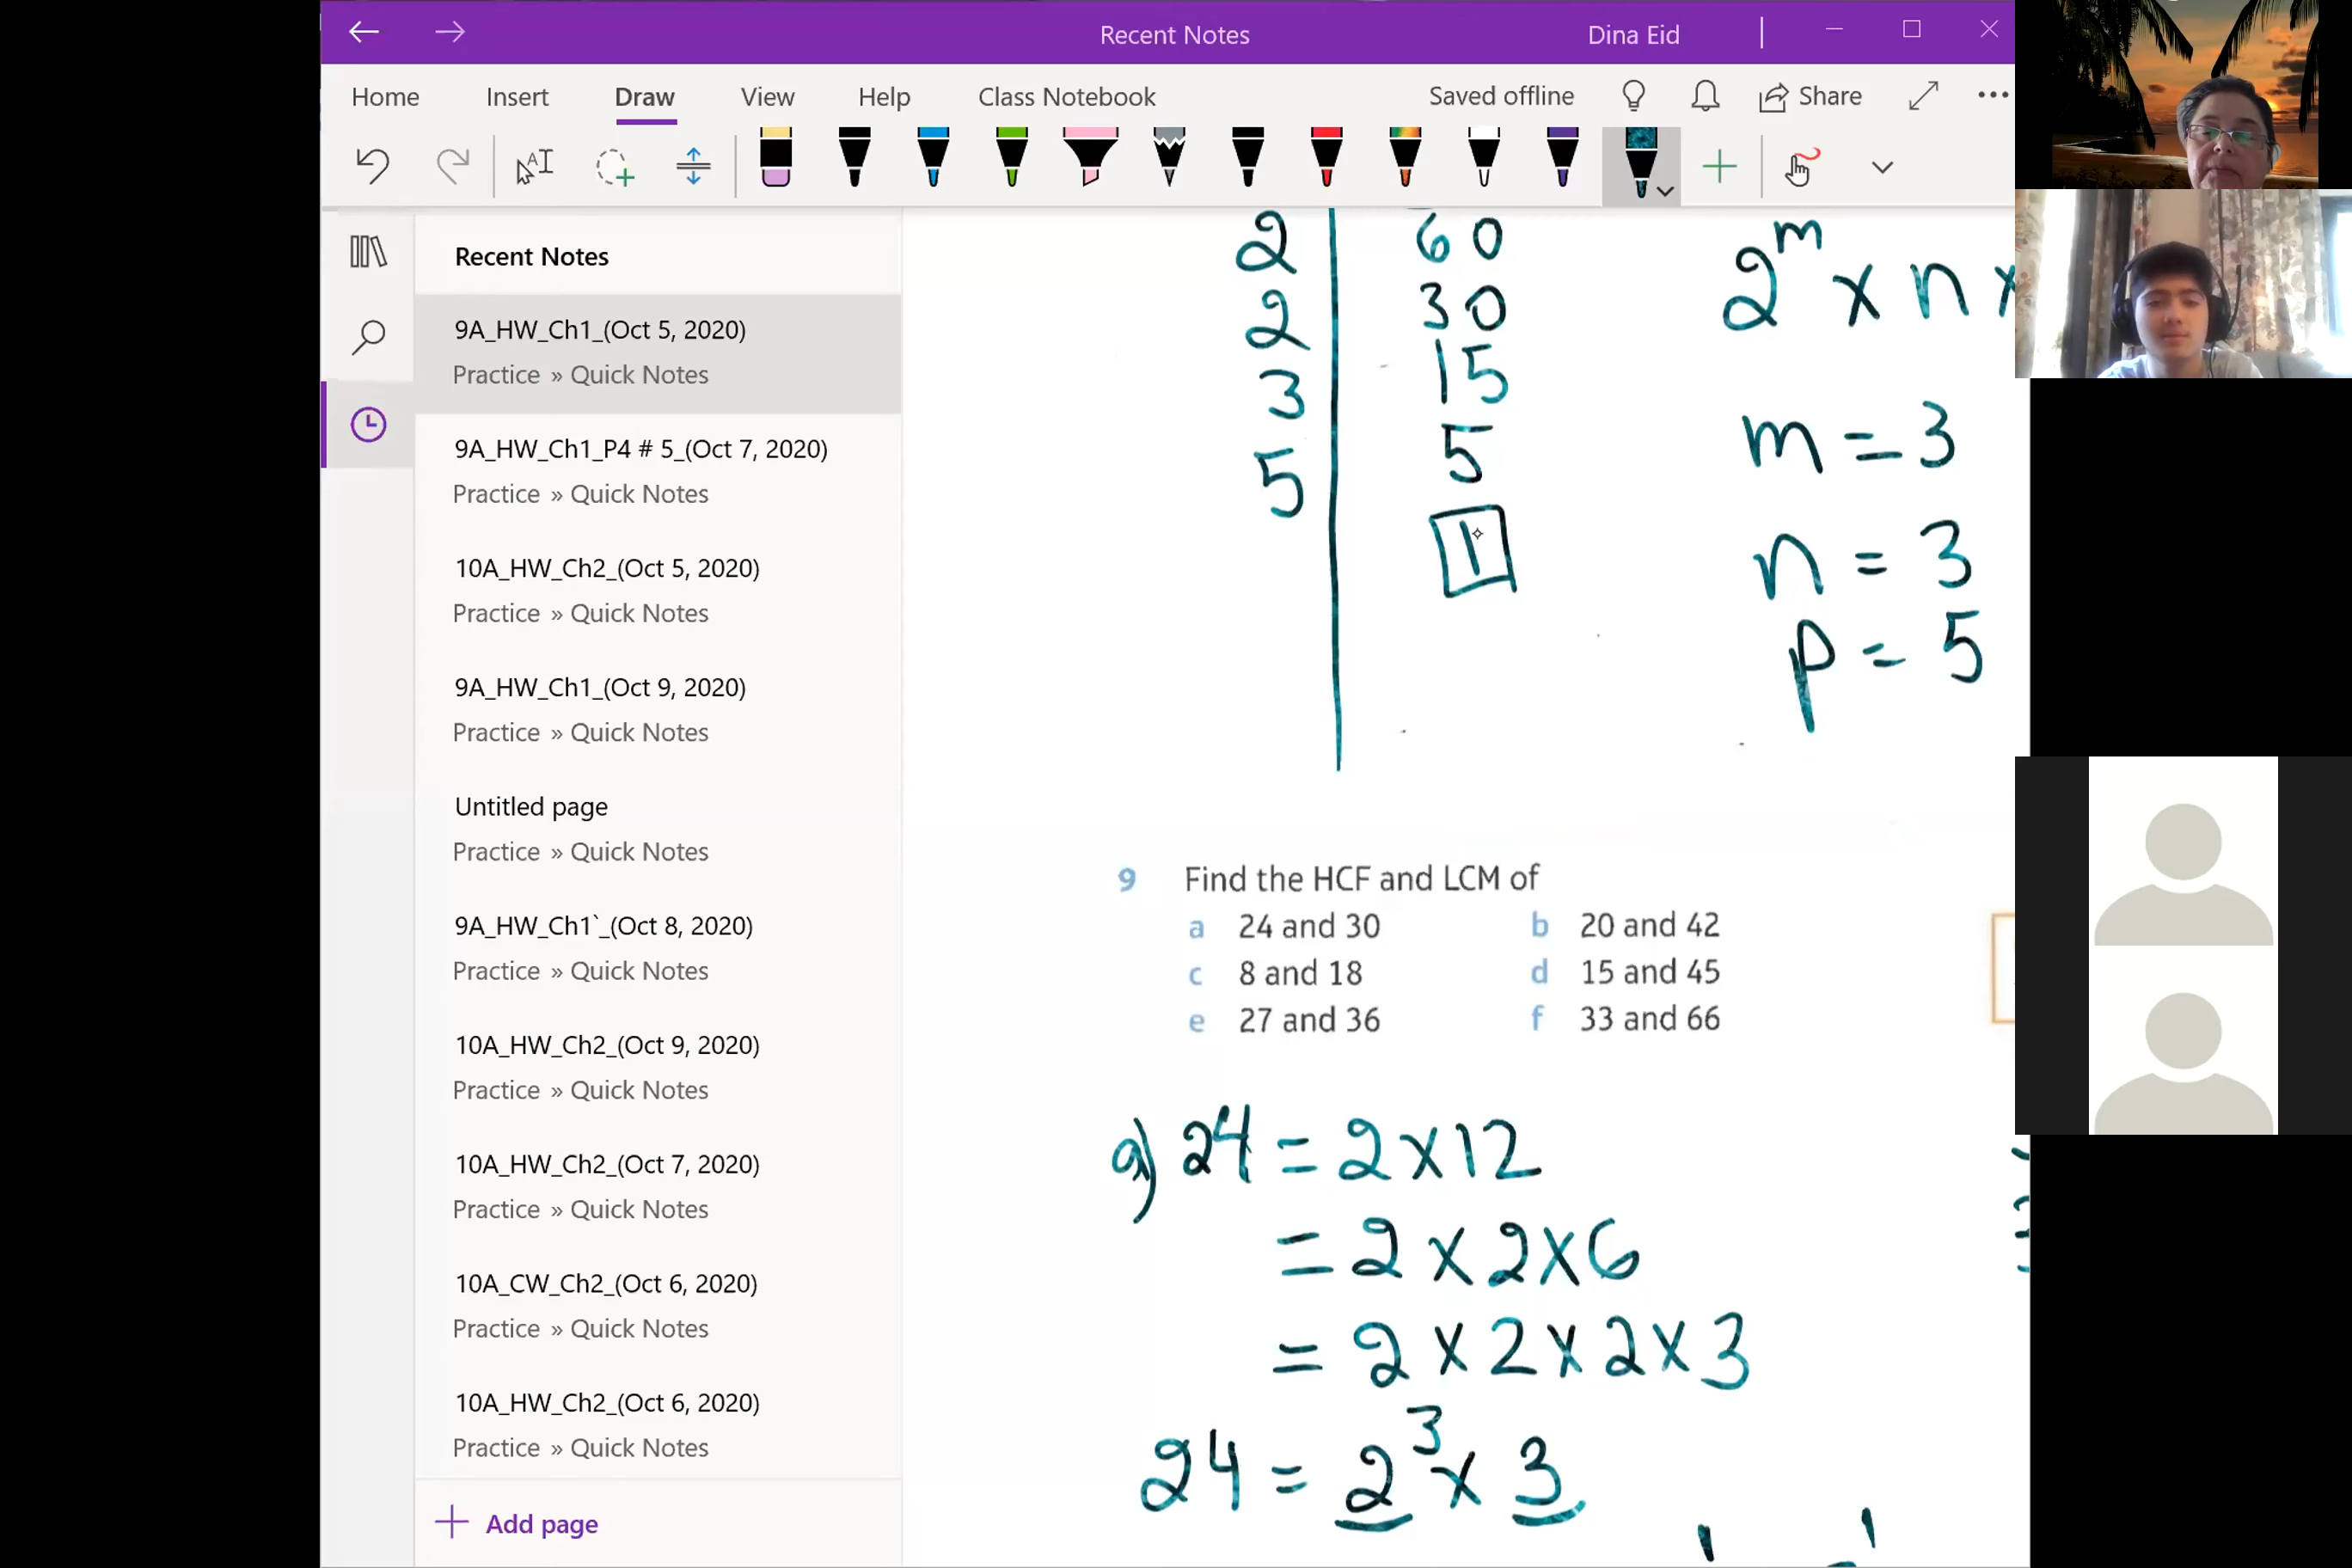 Recent Notes
Dina Eid
Home Insert Draw View Help Class Notebook
Saved offline Share
Recent Notes
9A_HW_Ch1_(Oct 5, 2020)
Practice » Quick Notes
9A_HW_Ch1_P4 # 5_(Oct 7, 2020)
Practice » Quick Notes
10A_HW_Ch2_(Oct 5, 2020)
Practice » Quick Notes
9A_HW_Ch1_(Oct 9, 2020)
Practice » Quick Notes
Untitled page
Practice » Quick Notes
9A_HW_Ch1`_(Oct 8, 2020)
Practice » Quick Notes
10A_HW_Ch2_(Oct 9, 2020)
Practice » Quick Notes
10A_HW_Ch2_(Oct 7, 2020)
Practice » Quick Notes
10A_CW_Ch2_(Oct 6, 2020)
Practice » Quick Notes
10A_HW_Ch2_(Oct 6, 2020)
Practice » Quick Notes
Add page
2 60
2 30
3 15
5 5
1
2^m × n ×
m = 3
n = 3
p = 5
9 Find the HCF and LCM of
a 24 and 30 b 20 and 42
c 8 and 18 d 15 and 45
e 27 and 36 f 33 and 66
a) 24 = 2 × 12
= 2 × 2 × 6
= 2 × 2 × 2 × 3
24 = 2³ × 3